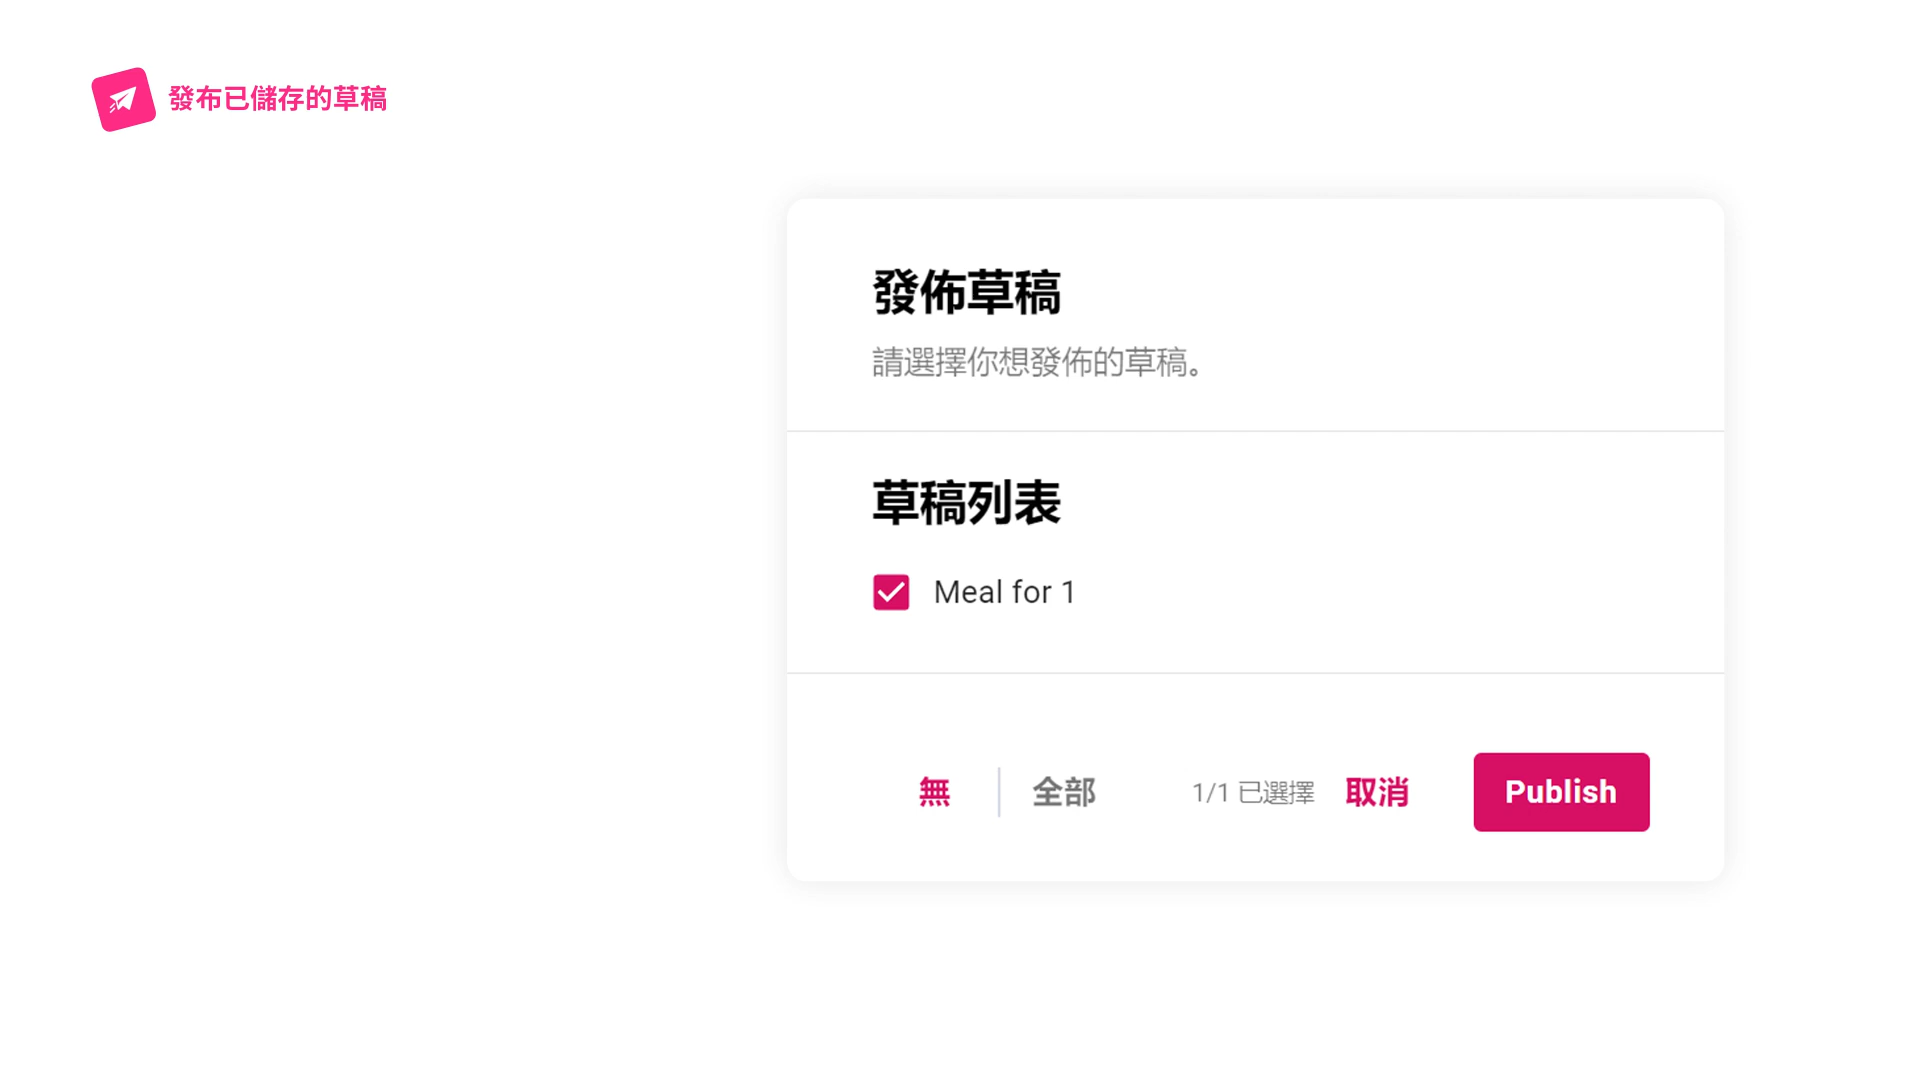 發布已儲存的草稿
發佈草稿
請選擇你想發佈的草稿。
草稿列表
Meal for 1
無 全部 1/1 已選擇 取消 Publish